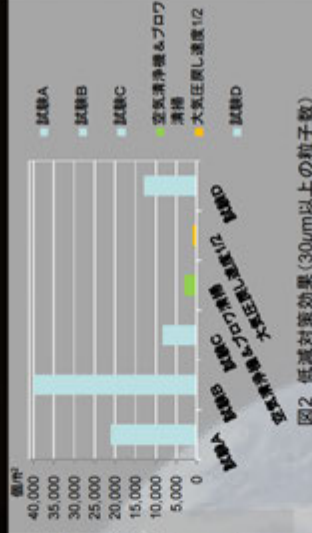 個/m²
40,000
35,000
30,000
25,000
20,000
15,000
10,000
5,000
0
試験A
試験B
試験C
空気清浄機&ブロワ清掃
大気圧戻し速度1/2
試験D
試験A
試験B
試験C
空気清浄機&ブロワ
清掃
大気圧戻し速度1/2
試験D
図2 低減対策効果(30μm以上の粒子数)